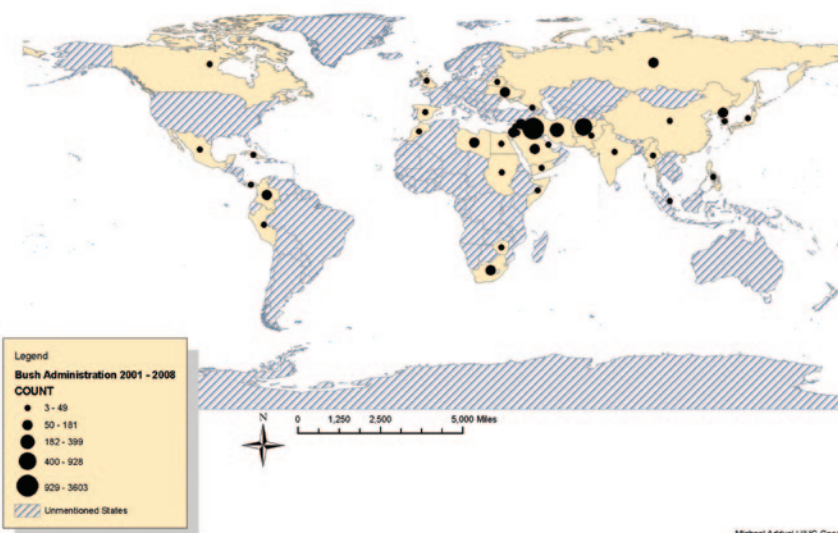 Legend
Bush Administration 2001 - 2008
COUNT
3 - 49
50 - 181
182 - 399
400 - 928
929 - 3603
Unmentioned States
N
0 1,250 2,500 5,000 Miles